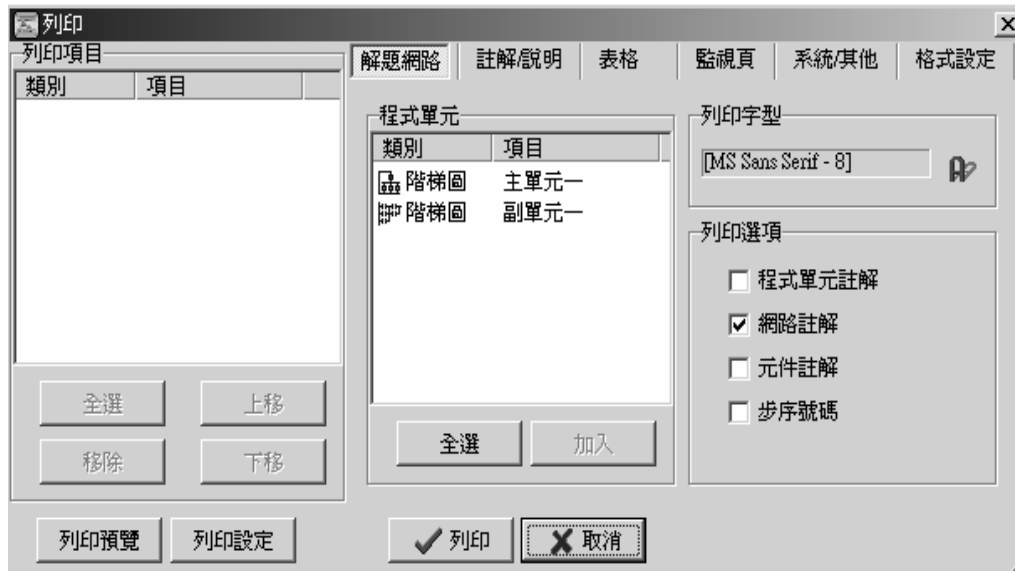 列印
列印項目
類別 項目
全選 上移
移除 下移
列印預覽 列印設定
解題網路 註解/說明 表格 監視頁 系統/其他 格式設定
程式單元
類別 項目
階梯圖 主單元一
階梯圖 副單元一
全選 加入
列印字型
[MS Sans Serif - 8]
列印選項
程式單元註解
網路註解
元件註解
步序號碼
列印 取消